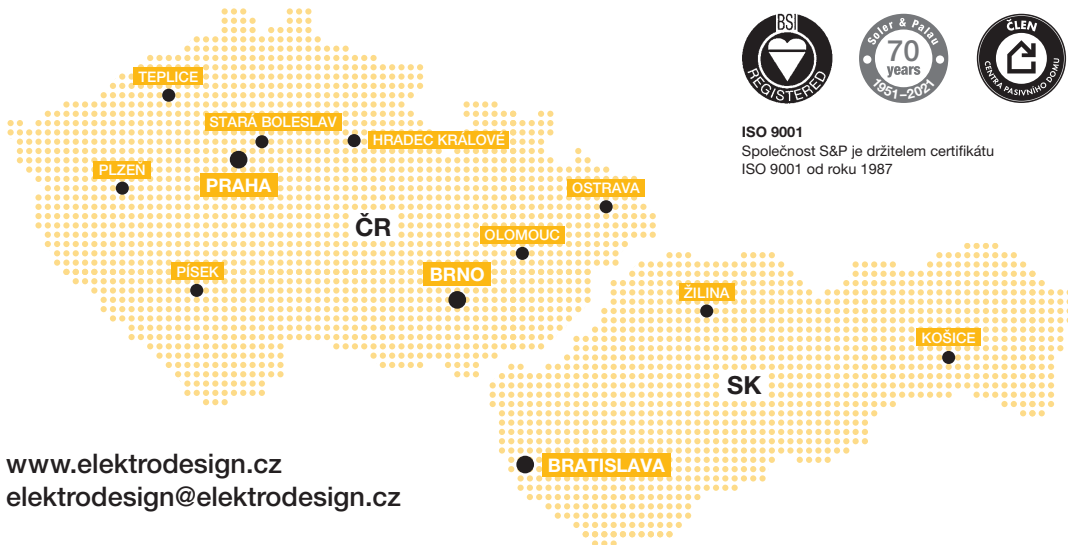 BSI
REGISTERED
Soler & Palau
70
years
1951–2021
ČLEN
CENTRA PASIVNÍHO DOMU
ISO 9001
Společnost S&P je držitelem certifikátu
ISO 9001 od roku 1987
TEPLICE
STARÁ BOLESLAV
HRADEC KRÁLOVÉ
PLZEŇ
PRAHA
OSTRAVA
ČR
OLOMOUC
PÍSEK
BRNO
ŽILINA
KOŠICE
SK
BRATISLAVA
www.elektrodesign.cz
elektrodesign@elektrodesign.cz